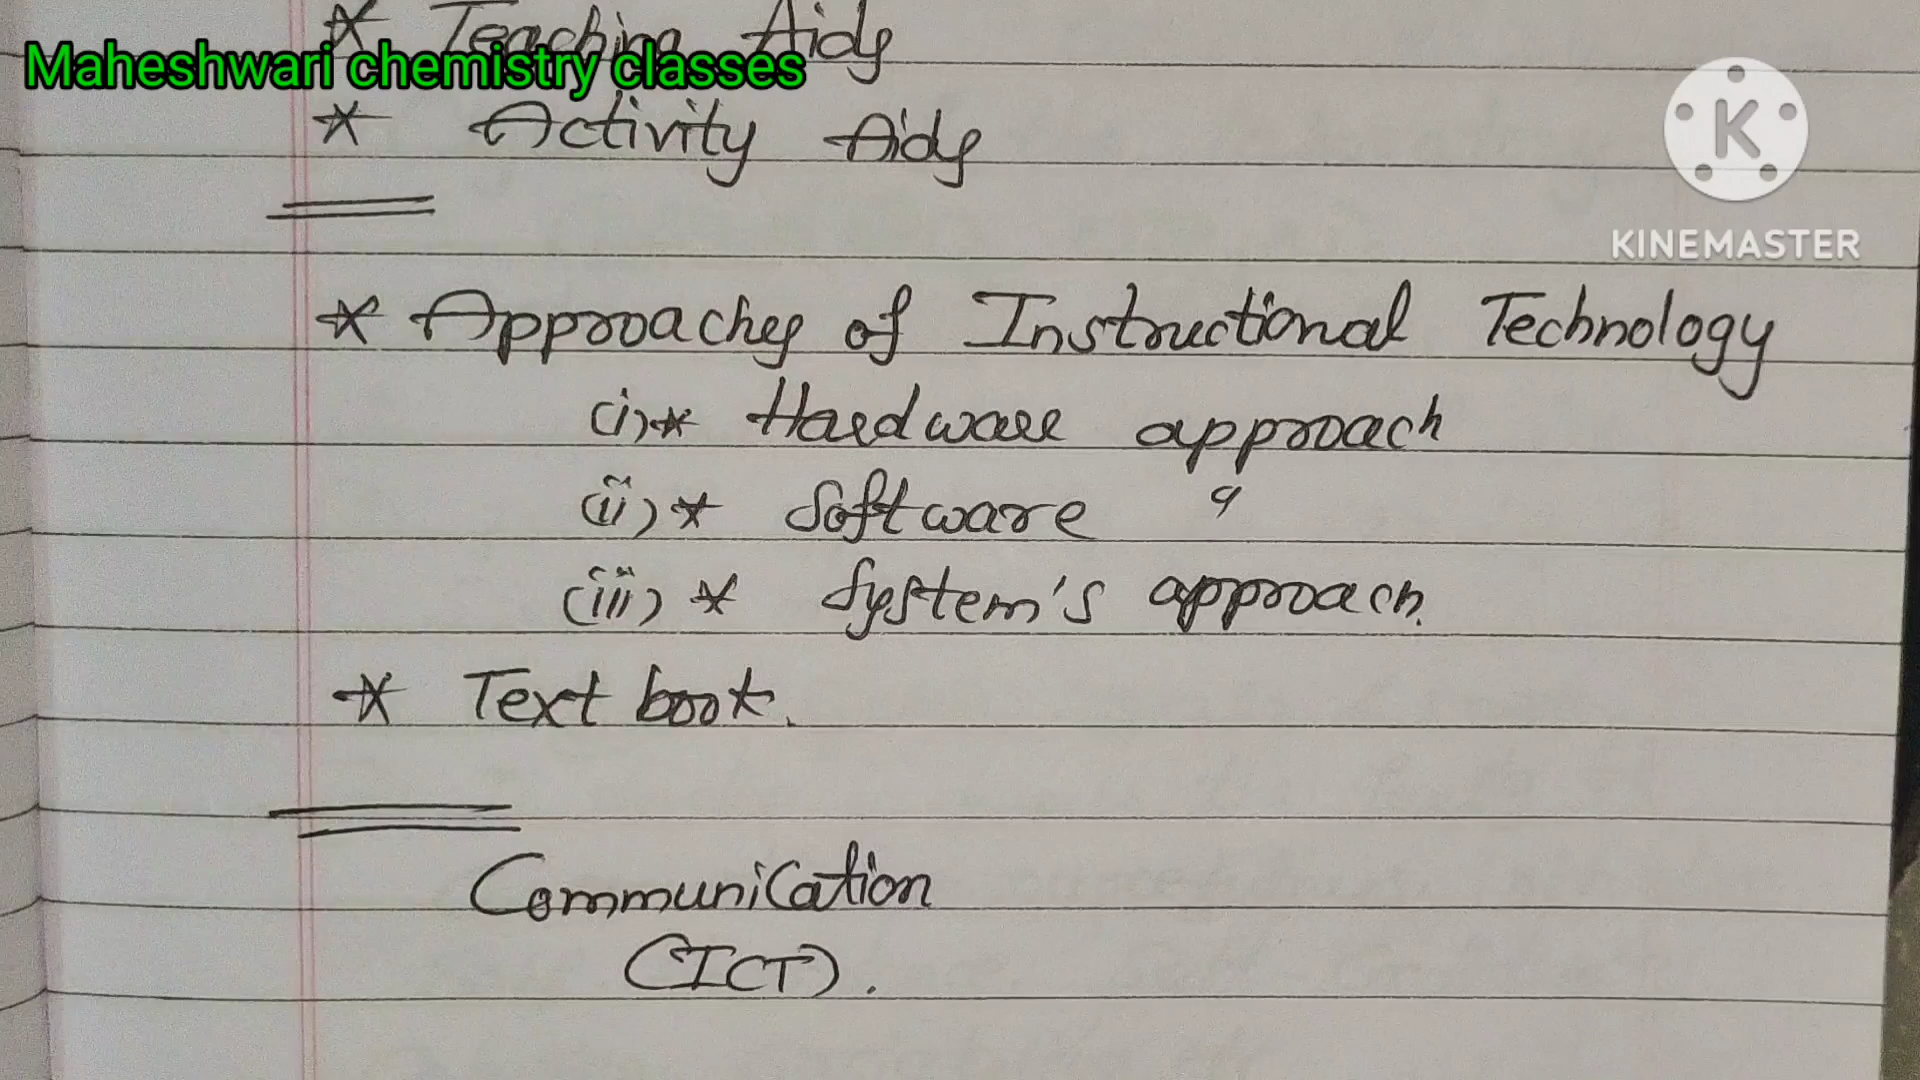 * Teaching Aids
Maheshwari chemistry classes
* Activity Aids
KINEMASTER
* Approaches of Instructional Technology
(i)* Hardware approach
(ii)* Software "
(iii)* System's approach.
* Text book.
Communication
(ICT).